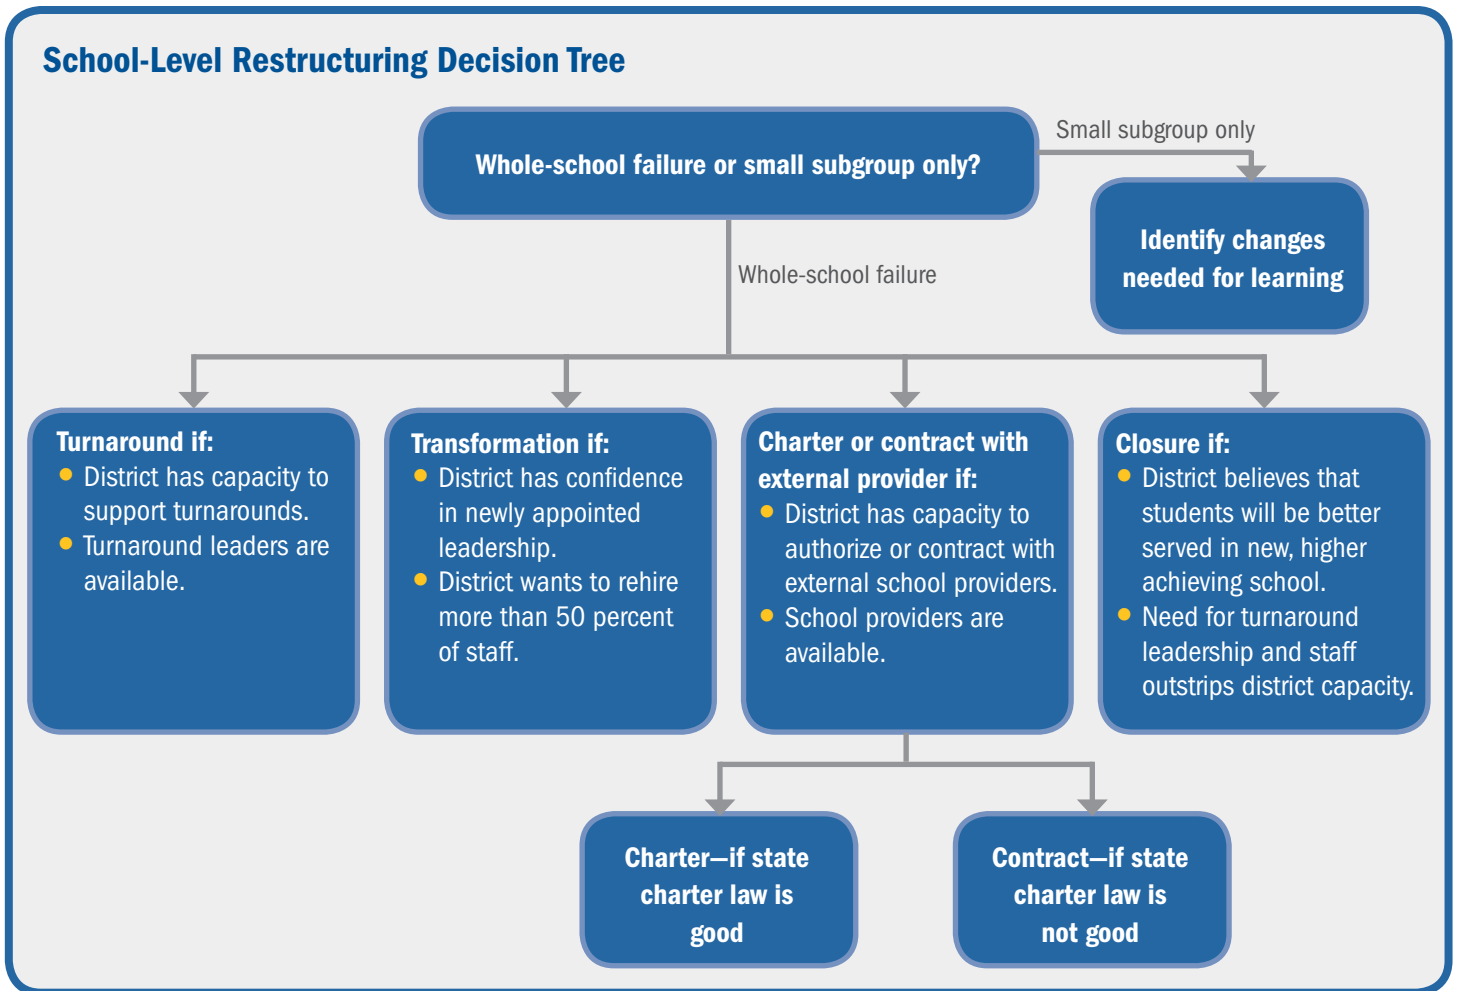 School-Level Restructuring Decision Tree
Whole-school failure or small subgroup only?
Small subgroup only
Identify changes
needed for learning
Whole-school failure
Turnaround if:
● District has capacity to
support turnarounds.
● Turnaround leaders are
available.
Transformation if:
● District has confidence
in newly appointed
leadership.
● District wants to rehire
more than 50 percent
of staff.
Charter or contract with
external provider if:
● District has capacity to
authorize or contract with
external school providers.
● School providers are
available.
Closure if:
● District believes that
students will be better
served in new, higher
achieving school.
● Need for turnaround
leadership and staff
outstrips district capacity.
Charter—if state
charter law is
good
Contract—if state
charter law is
not good